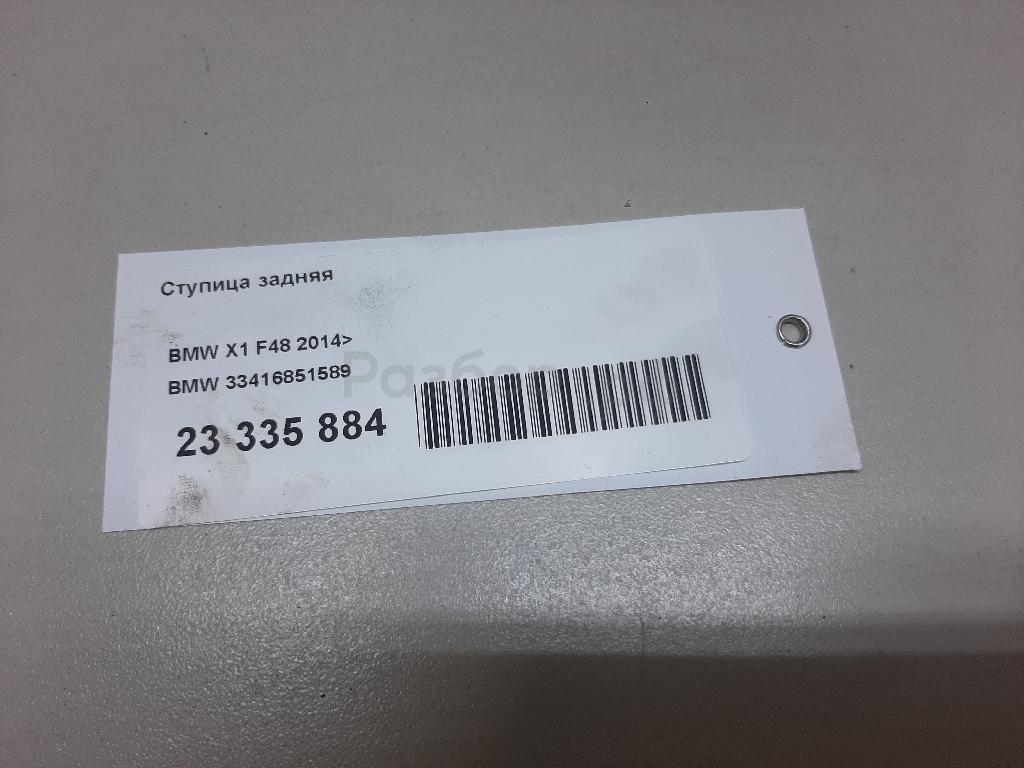 Ступица задняя
BMW X1 F48 2014>
BMW 33416851589
23 335 884